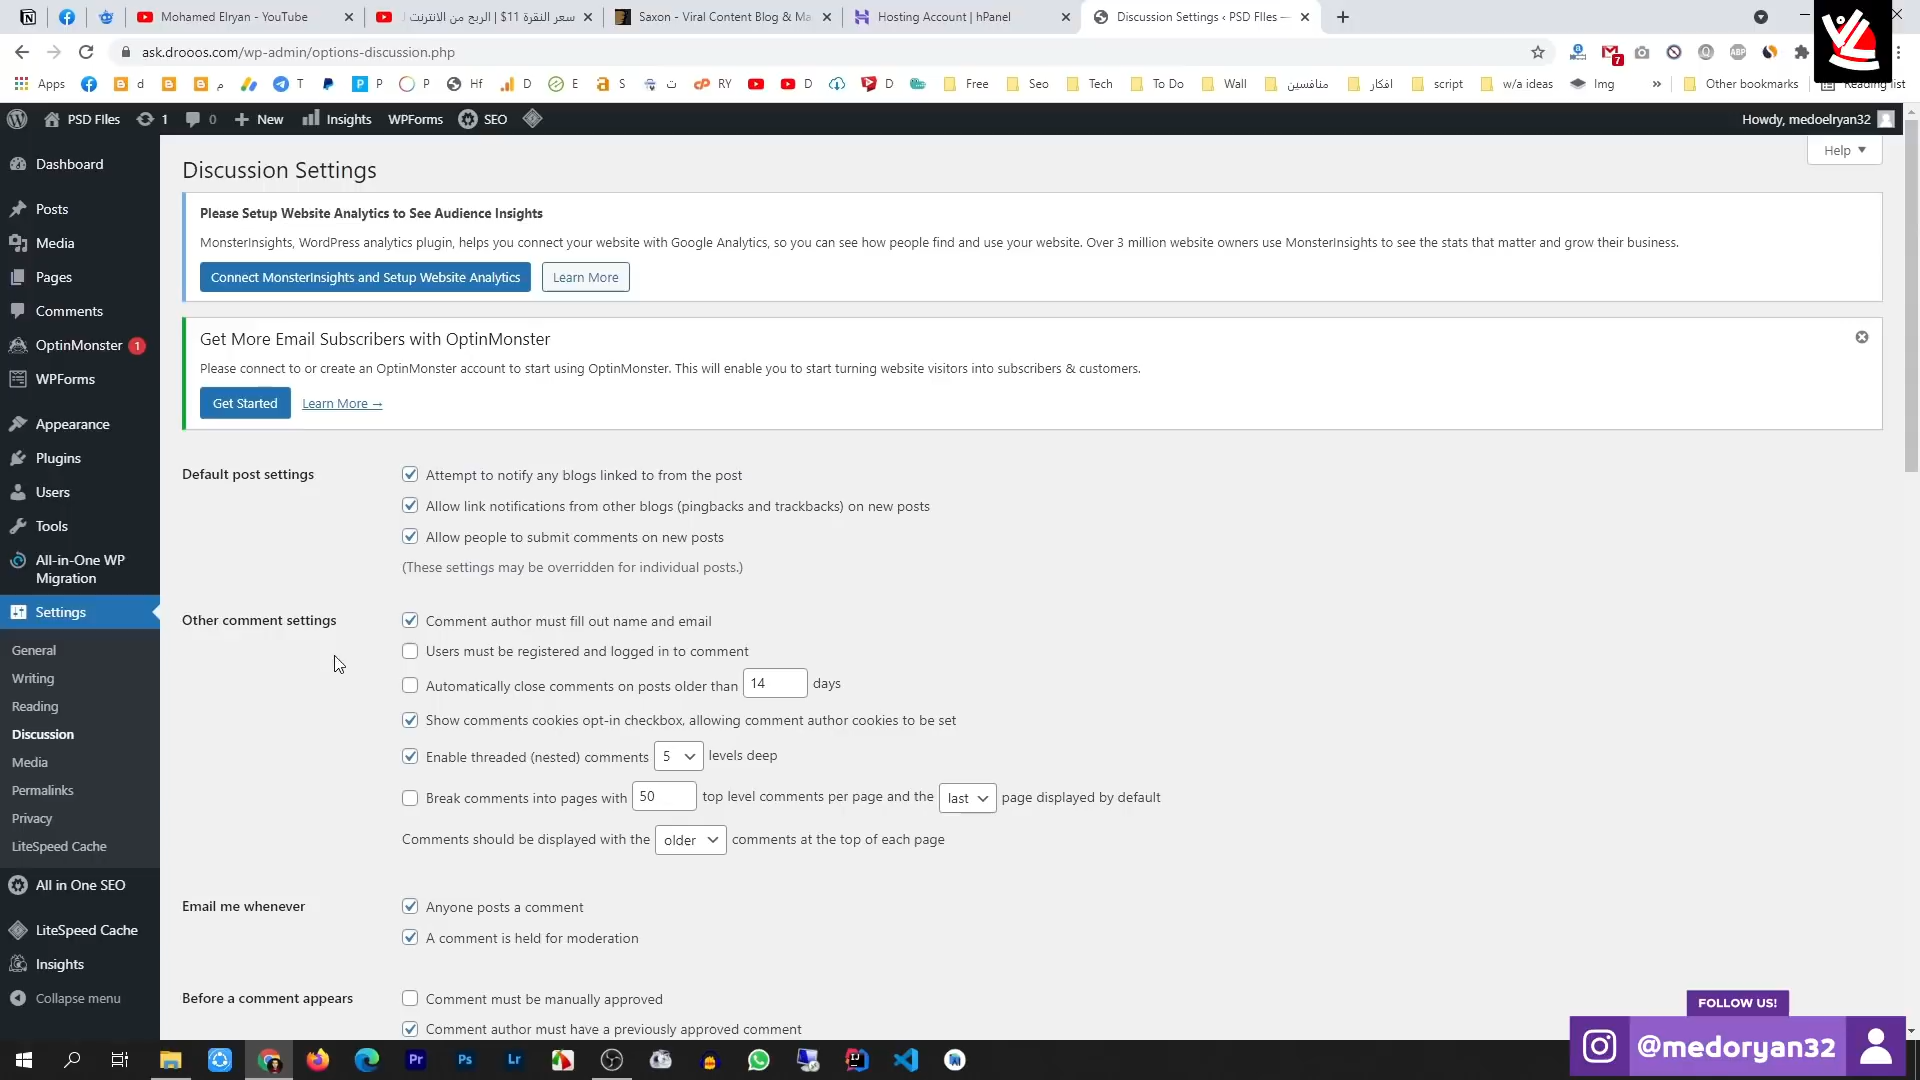 Mohamed Elryan - YouTube
سعر النقرة 11$ | الربح من الانترنت
Saxon - Viral Content Blog & Ma
Hosting Account | hPanel
Discussion Settings ‹ PSD FIles —
ask.drooos.com/wp-admin/options-discussion.php
7
ABP
Apps d م T P P Hf D E S ت RY D D Free Seo Tech To Do Wall منافسين افكار script w/a ideas Img » Other bookmarks Reading list
PSD FIles 1 0 New Insights WPForms SEO
Howdy, medoelryan32
Help
Dashboard
Posts
Media
Pages
Comments
OptinMonster 1
WPForms
Appearance
Plugins
Users
Tools
All-in-One WP
Migration
Settings
General
Writing
Reading
Discussion
Media
Permalinks
Privacy
LiteSpeed Cache
All in One SEO
LiteSpeed Cache
Insights
Collapse menu
Discussion Settings
Please Setup Website Analytics to See Audience Insights
MonsterInsights, WordPress analytics plugin, helps you connect your website with Google Analytics, so you can see how people find and use your website. Over 3 million website owners use MonsterInsights to see the stats that matter and grow their business.
Connect MonsterInsights and Setup Website Analytics
Learn More
Get More Email Subscribers with OptinMonster
Please connect to or create an OptinMonster account to start using OptinMonster. This will enable you to start turning website visitors into subscribers & customers.
Get Started
Learn More →
Default post settings
Attempt to notify any blogs linked to from the post
Allow link notifications from other blogs (pingbacks and trackbacks) on new posts
Allow people to submit comments on new posts
(These settings may be overridden for individual posts.)
Other comment settings
Comment author must fill out name and email
Users must be registered and logged in to comment
Automatically close comments on posts older than 14 days
Show comments cookies opt-in checkbox, allowing comment author cookies to be set
Enable threaded (nested) comments 5 levels deep
Break comments into pages with 50 top level comments per page and the last page displayed by default
Comments should be displayed with the older comments at the top of each page
Email me whenever
Anyone posts a comment
A comment is held for moderation
Before a comment appears
Comment must be manually approved
Comment author must have a previously approved comment
FOLLOW US!
@medoryan32
Pr Ps Lr